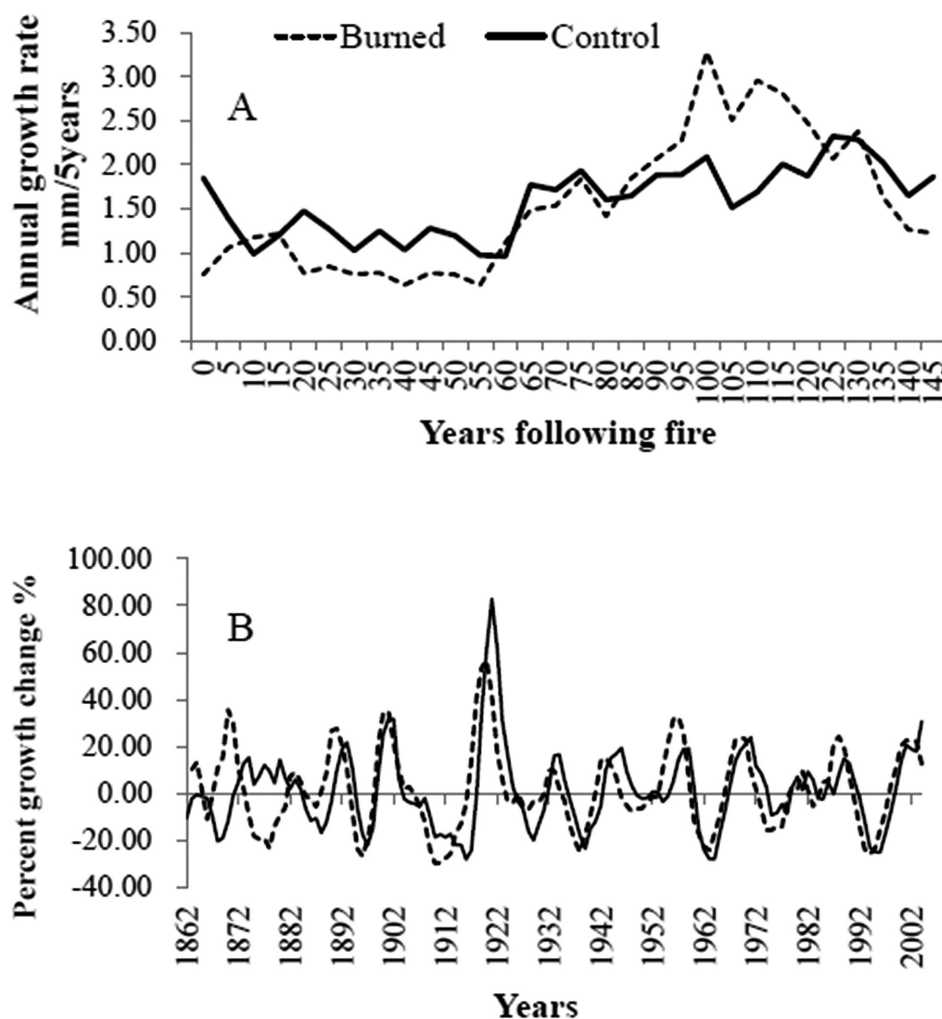 Annual growth rate
mm/5years
3.50
3.00
2.50
2.00
1.50
1.00
0.50
0.00
Burned
Control
A
0 5 10 15 20 25 30 35 40 45 50 55 60 65 70 75 80 85 90 95 100 105 110 115 120 125 130 135 140 145
Years following fire
Percent growth change %
100.00
80.00
60.00
40.00
20.00
0.00
-20.00
-40.00
B
1862 1872 1882 1892 1902 1912 1922 1932 1942 1952 1962 1972 1982 1992 2002
Years